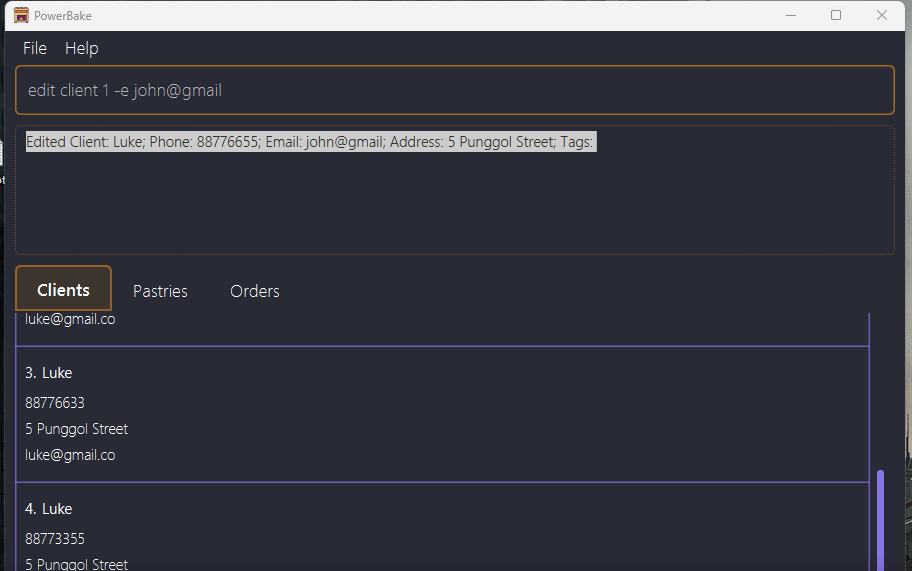 PowerBake
File Help
edit client 1 -e john@gmail
Edited Client: Luke; Phone: 88776655; Email: john@gmail; Address: 5 Punggol Street; Tags:
Clients Pastries Orders
luke@gmail.co
3. Luke
88776633
5 Punggol Street
luke@gmail.co
4. Luke
88773355
5 Punggol Street